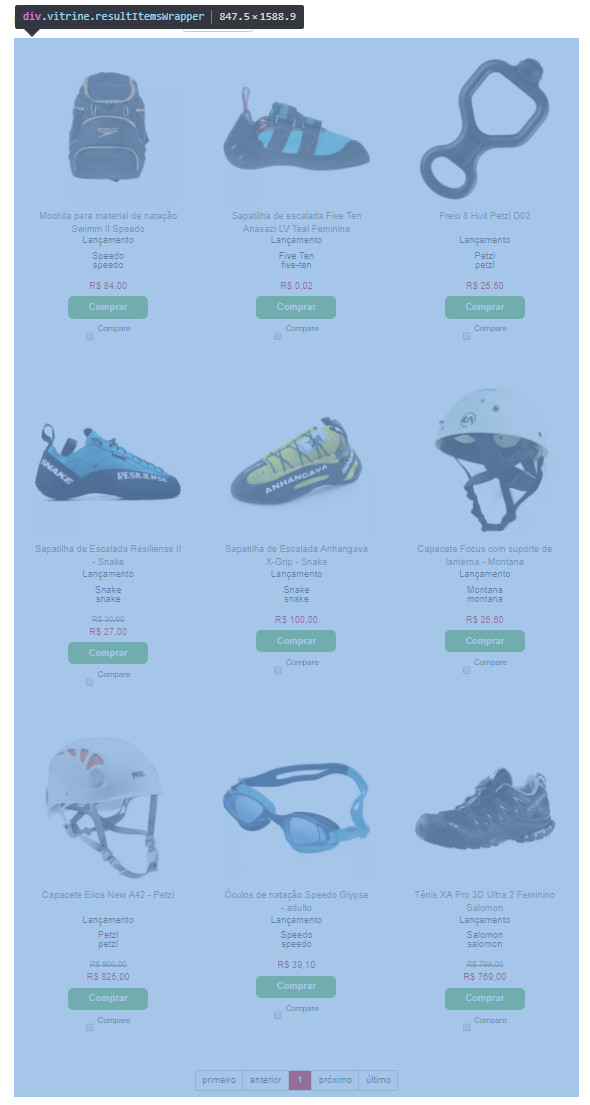 div.vitrine.resultItemsWrapper | 847.5×1588.9
speedo
Mochila para material de natação
Swimm II Speedo
Lançamento
Speedo
speedo
R$ 84,00
Comprar
Compare
Sapatilha de escalada Five Ten
Anasazi LV Teal Feminina
Lançamento
Five Ten
five-ten
R$ 0,02
Comprar
Compare
Freio 8 Huit Petzl D02
Lançamento
Petzl
petzl
R$ 25,50
Comprar
Compare
SNAKE
RESILIENSE
Sapatilha de Escalada Resiliense II
- Snake
Lançamento
Snake
snake
R$ 30,00
R$ 27,00
Comprar
Compare
ANHANGAVA
Sapatilha de Escalada Anhangava
X-Grip - Snake
Lançamento
Snake
snake
R$ 100,00
Comprar
Compare
Capacete Focus com suporte de
lanterna - Montana
Lançamento
Montana
montana
R$ 25,60
Comprar
Compare
PETZL
Capacete Elios New A42 - Petzl
Lançamento
Petzl
petzl
R$ 900,00
R$ 825,00
Comprar
Compare
Óculos de natação Speedo Glypse
- adulto
Lançamento
Speedo
speedo
R$ 39,10
Comprar
Compare
Tênis XA Pro 3D Ultra 2 Feminino
Salomon
Lançamento
Salomon
salomon
R$ 799,00
R$ 769,00
Comprar
Compare
primeiro anterior 1 próximo último